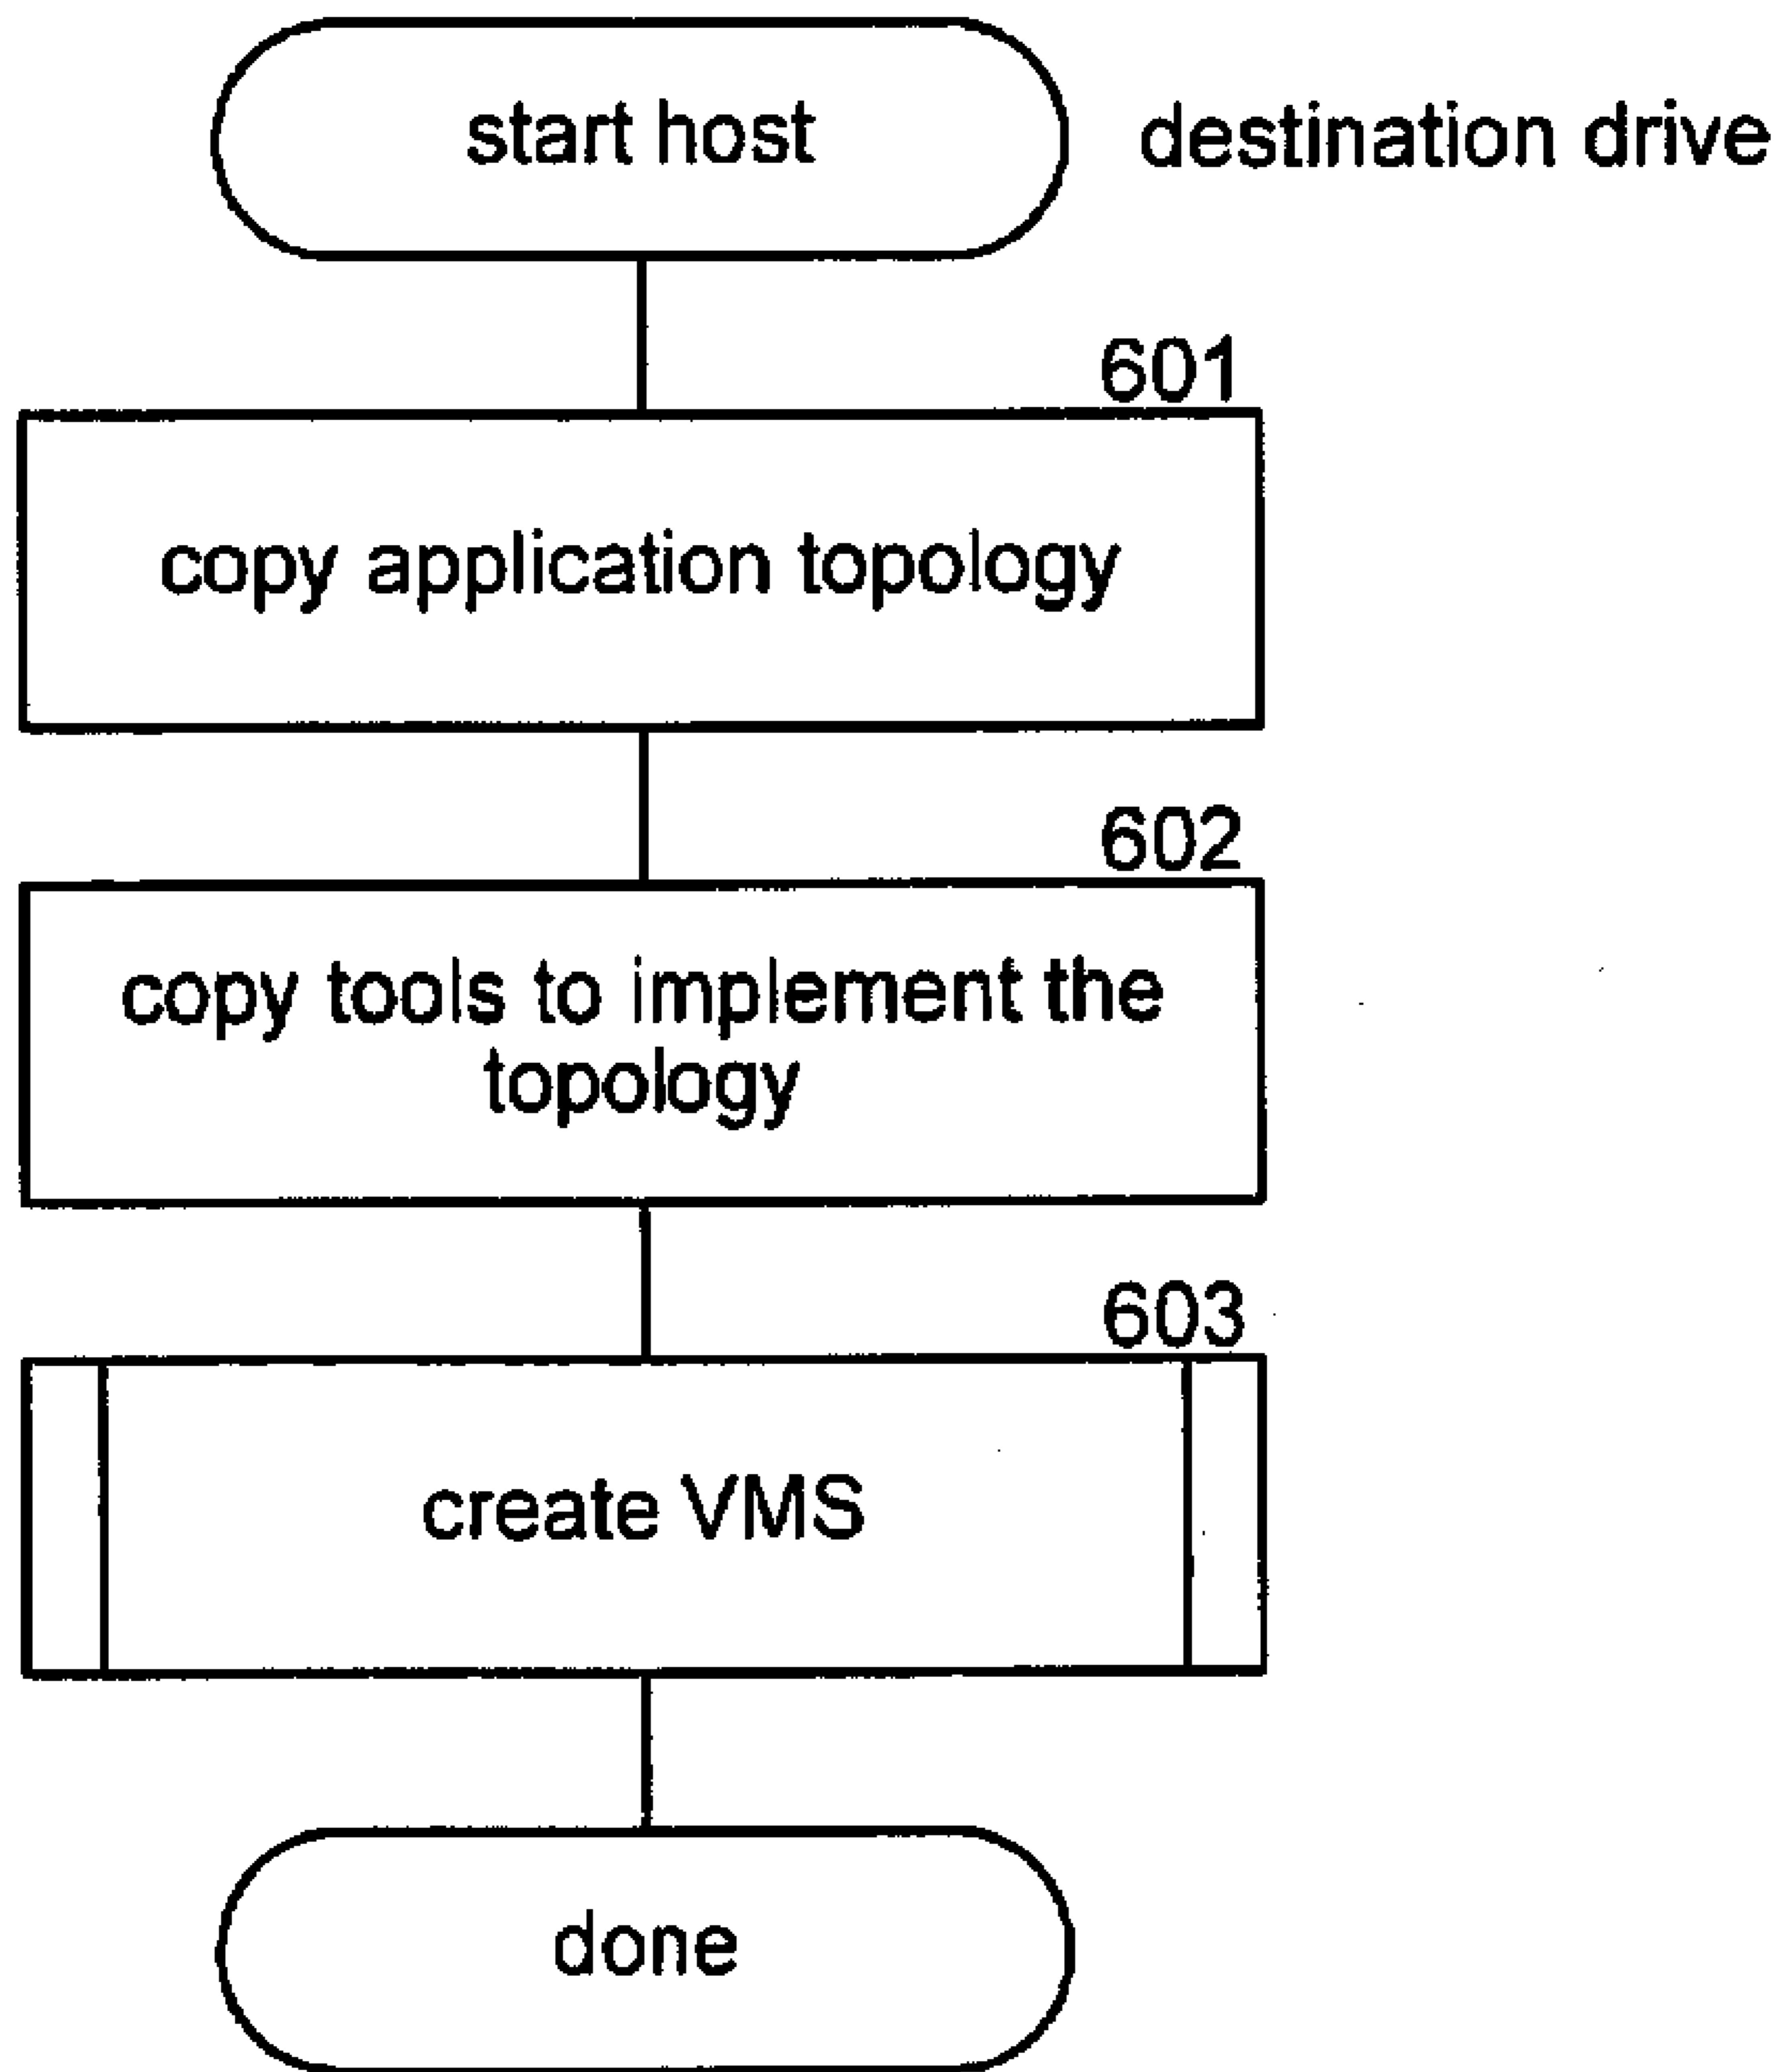 start host
destination drive
601
copy application topology
602
copy tools to implement the
topology
603
create VMS
done